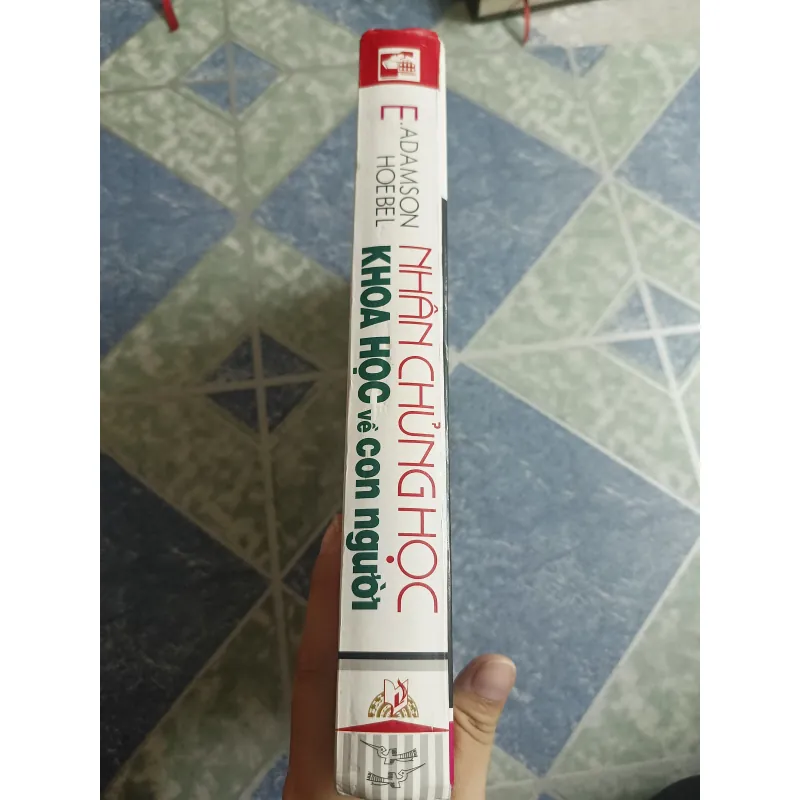 E. ADAMSON
HOEBEL
NHÂN CHỦNG HỌC
KHOA HỌC về con người